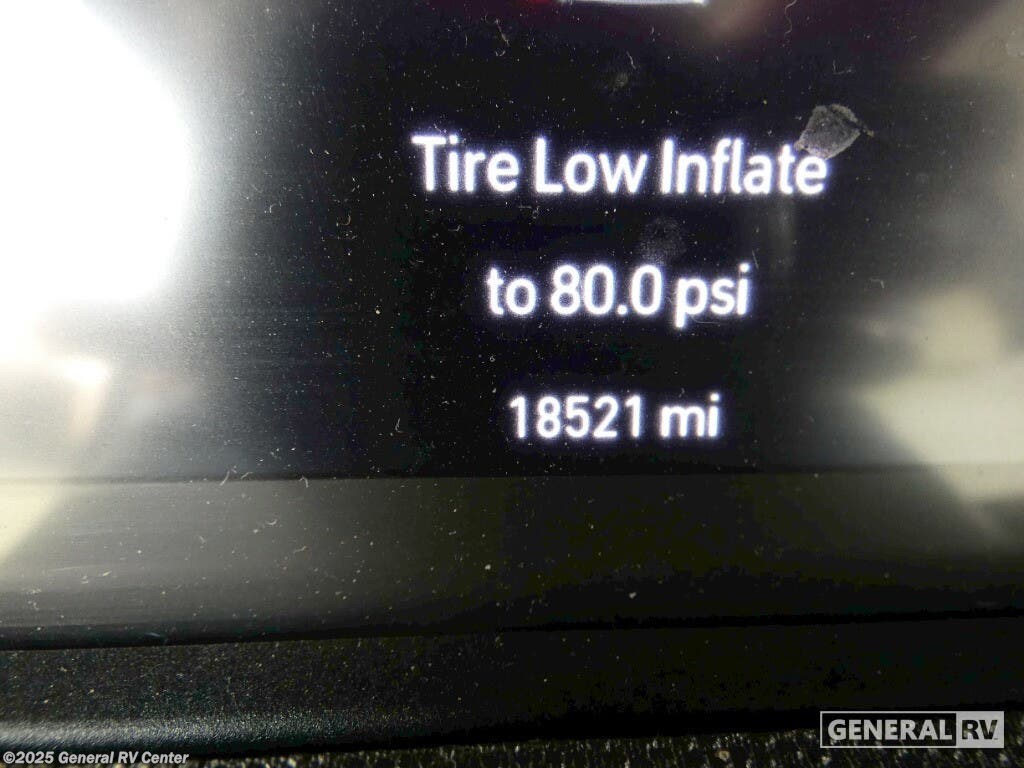 Tire Low Inflate
to 80.0 psi
18521 mi
GENERAL RV
©2025 General RV Center